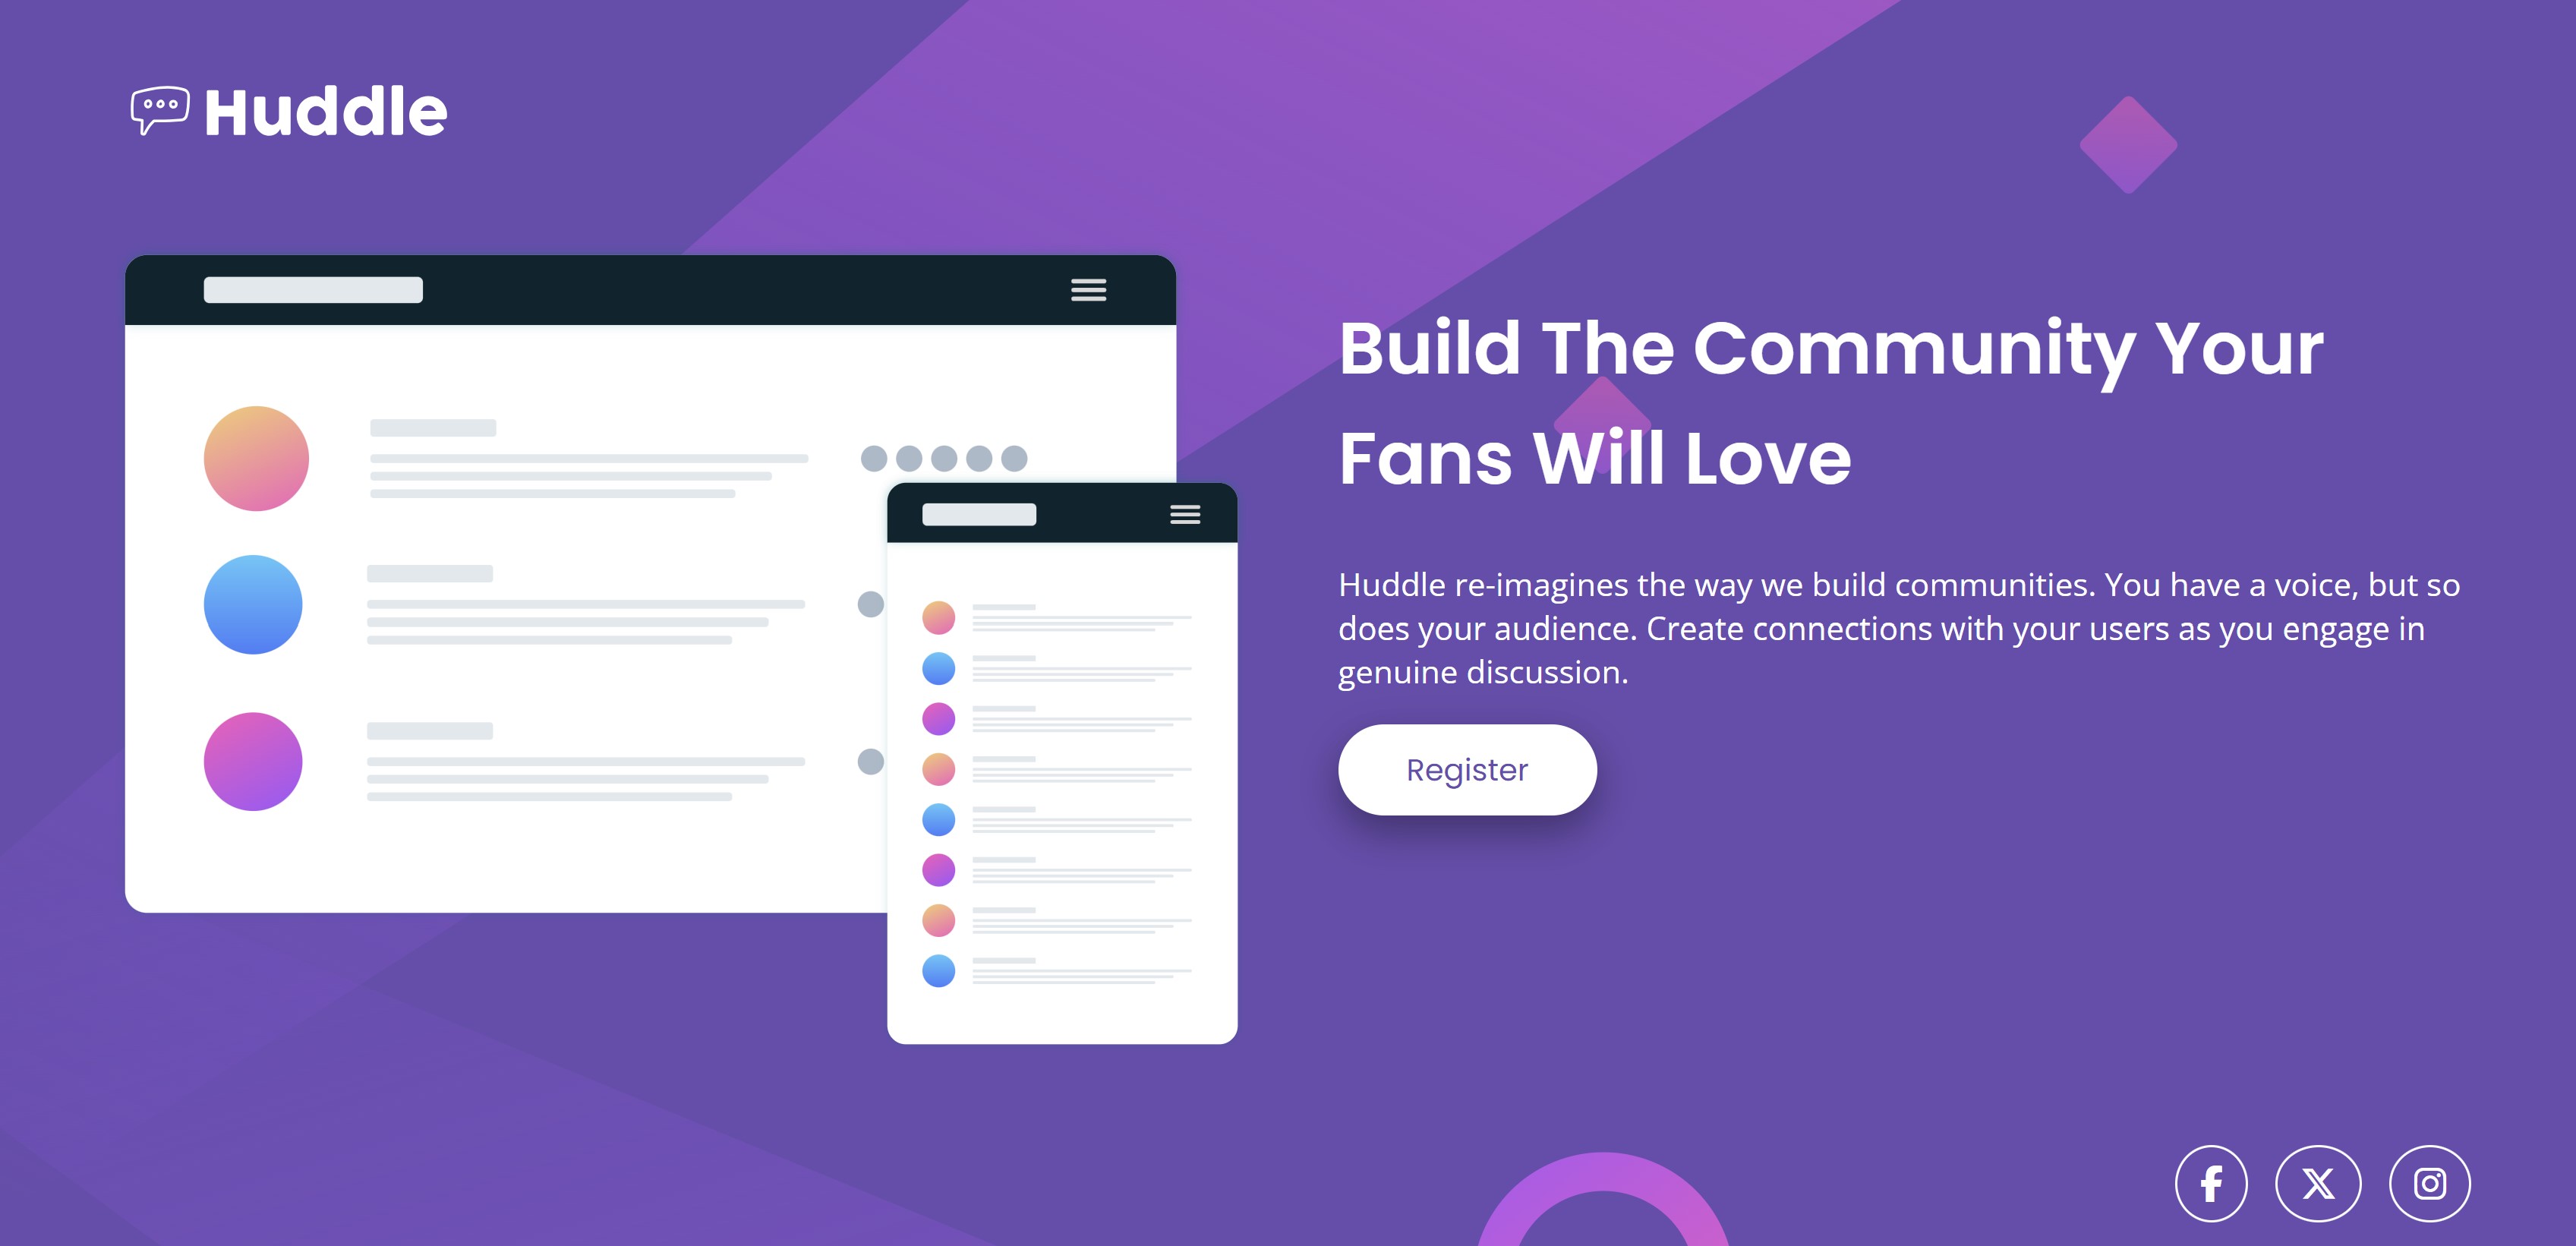 Huddle
Build The Community Your
Fans Will Love
Huddle re-imagines the way we build communities. You have a voice, but so
does your audience. Create connections with your users as you engage in
genuine discussion.
Register